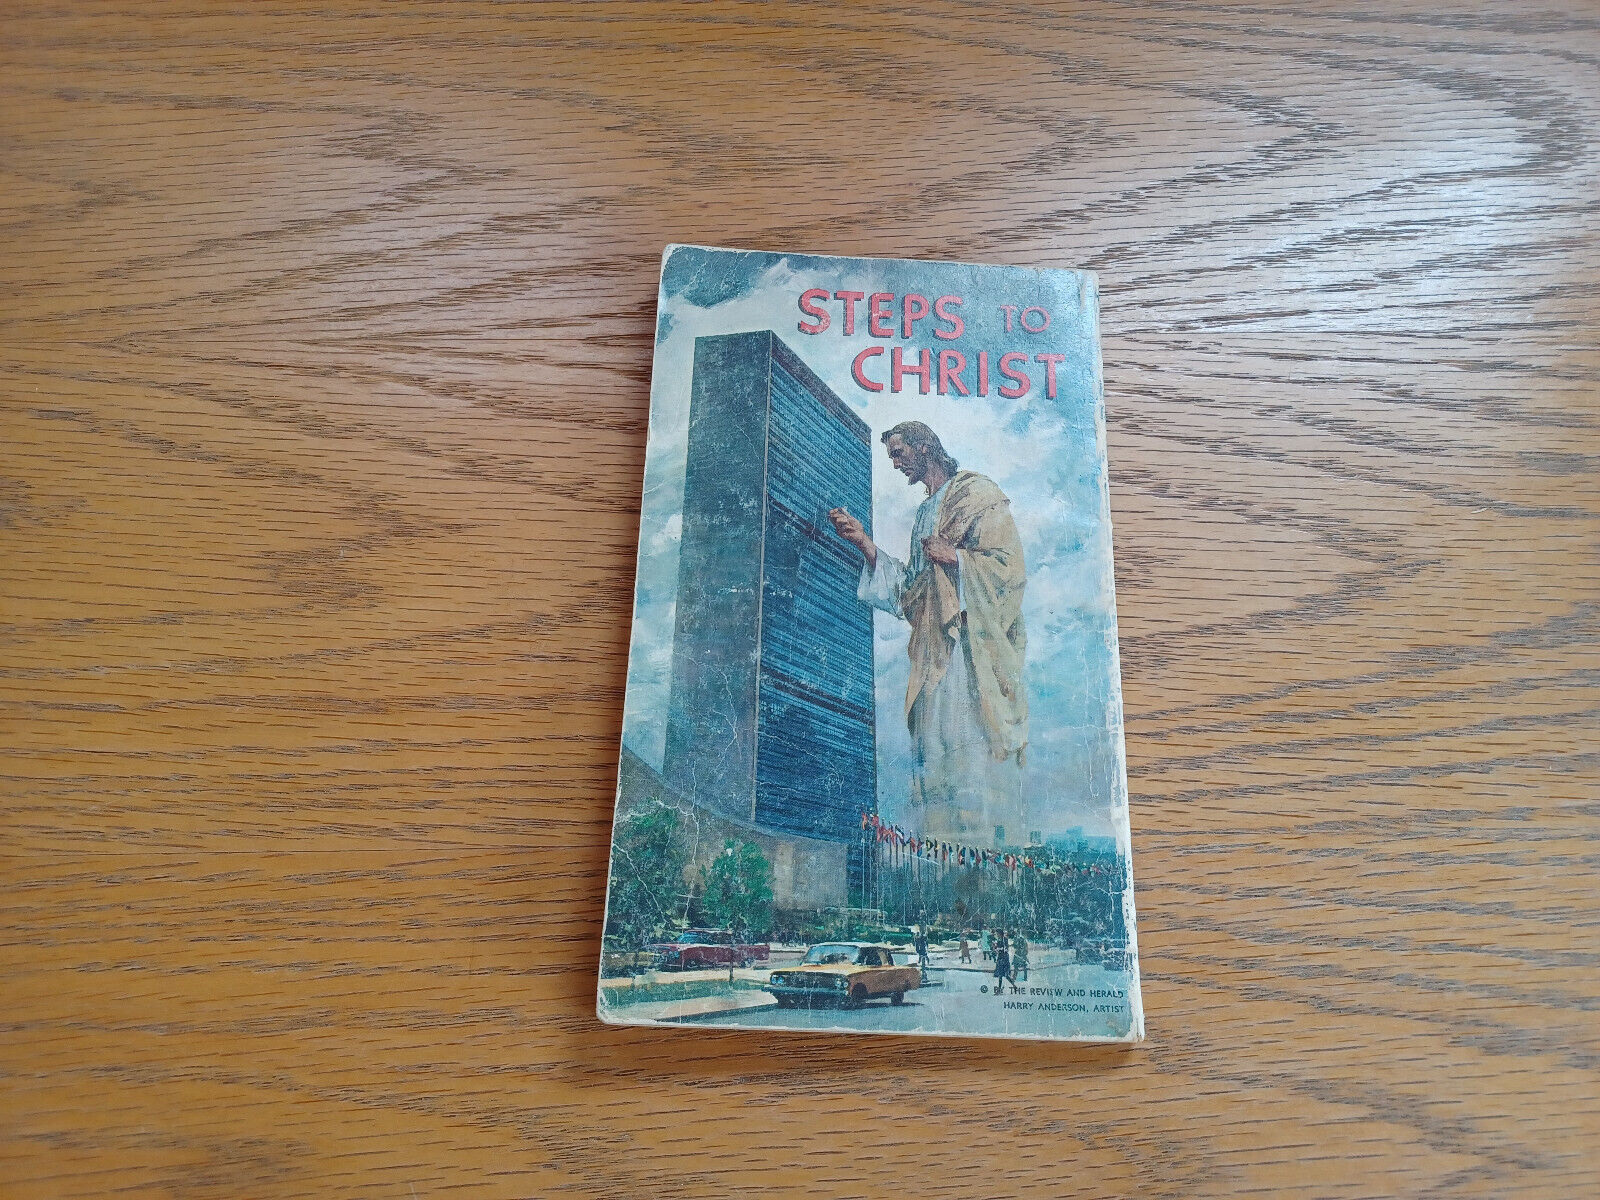 STEPS TO
CHRIST
© BY THE REVIEW AND HERALD
HARRY ANDERSON, ARTIST